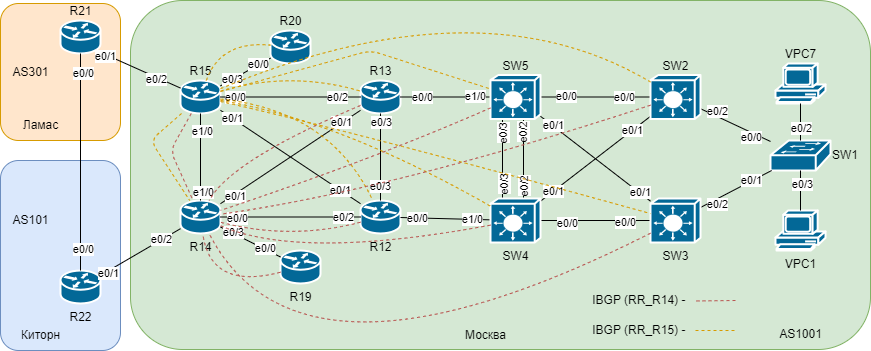 R21
AS301
e0/0
e0/1
Ламас
AS101
e0/0
e0/1
R22
Киторн
R20
R15
e0/2
e0/3
e0/0
e0/0
e0/1
e1/0
R13
e0/2
e0/0
e0/1
e0/3
SW5
e1/0
e0/0
e0/1
e0/3
e0/2
SW2
e0/0
e0/2
e0/1
VPC7
e0/2
e0/0
SW1
e0/1
e0/3
VPC1
e1/0
e0/1
e0/0
e0/2
e0/3
R14
e0/0
R19
e0/1
e0/3
e0/2
e0/0
R12
e0/3
e0/2
e1/0
e0/1
e0/0
SW4
e0/1
e0/0
e0/2
SW3
IBGP (RR_R14) -
IBGP (RR_R15) -
Москва
AS1001